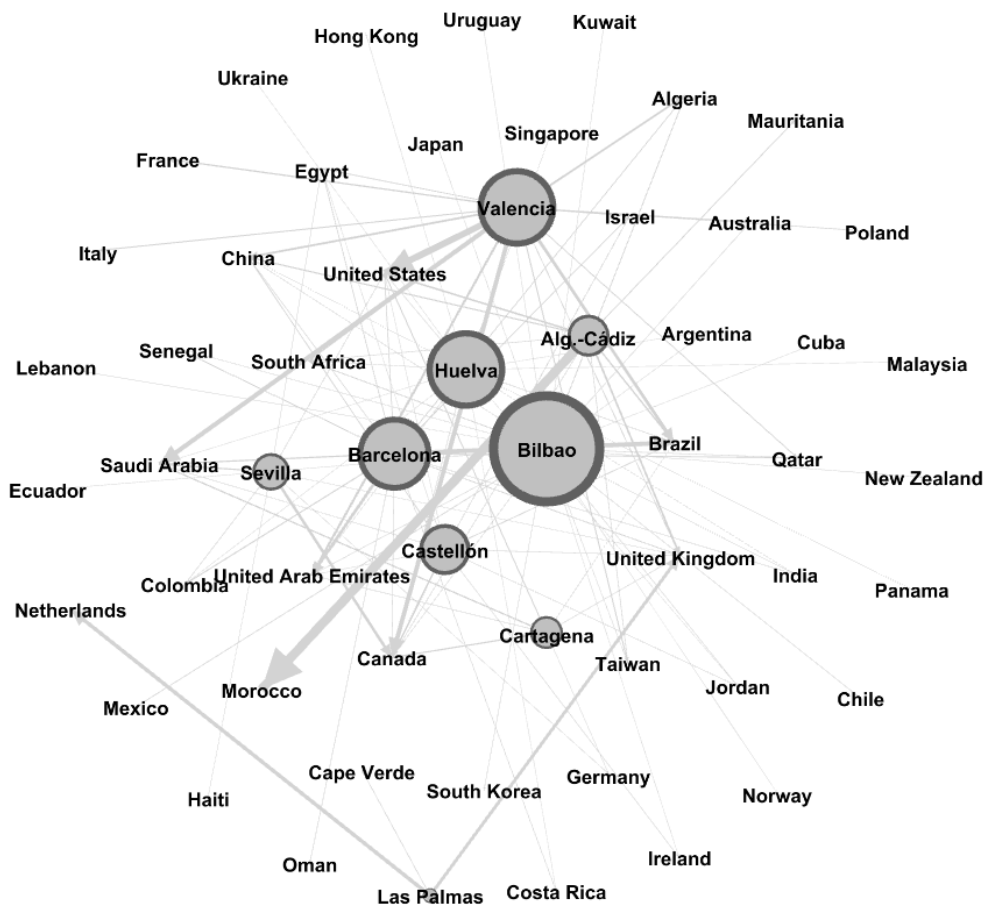 Uruguay
Kuwait
Hong Kong
Ukraine
Algeria
Mauritania
Singapore
Japan
France
Egypt
Valencia
Israel
Australia
Poland
Italy
China
United States
Alg.-Cádiz
Argentina
Cuba
Senegal
South Africa
Malaysia
Lebanon
Huelva
Brazil
Bilbao
Barcelona
Qatar
Saudi Arabia
Sevilla
New Zealand
Ecuador
Castellón
United Kingdom
United Arab Emirates
India
Colombia
Panama
Netherlands
Cartagena
Canada
Taiwan
Morocco
Jordan
Chile
Mexico
Cape Verde
Germany
South Korea
Norway
Haiti
Ireland
Oman
Costa Rica
Las Palmas